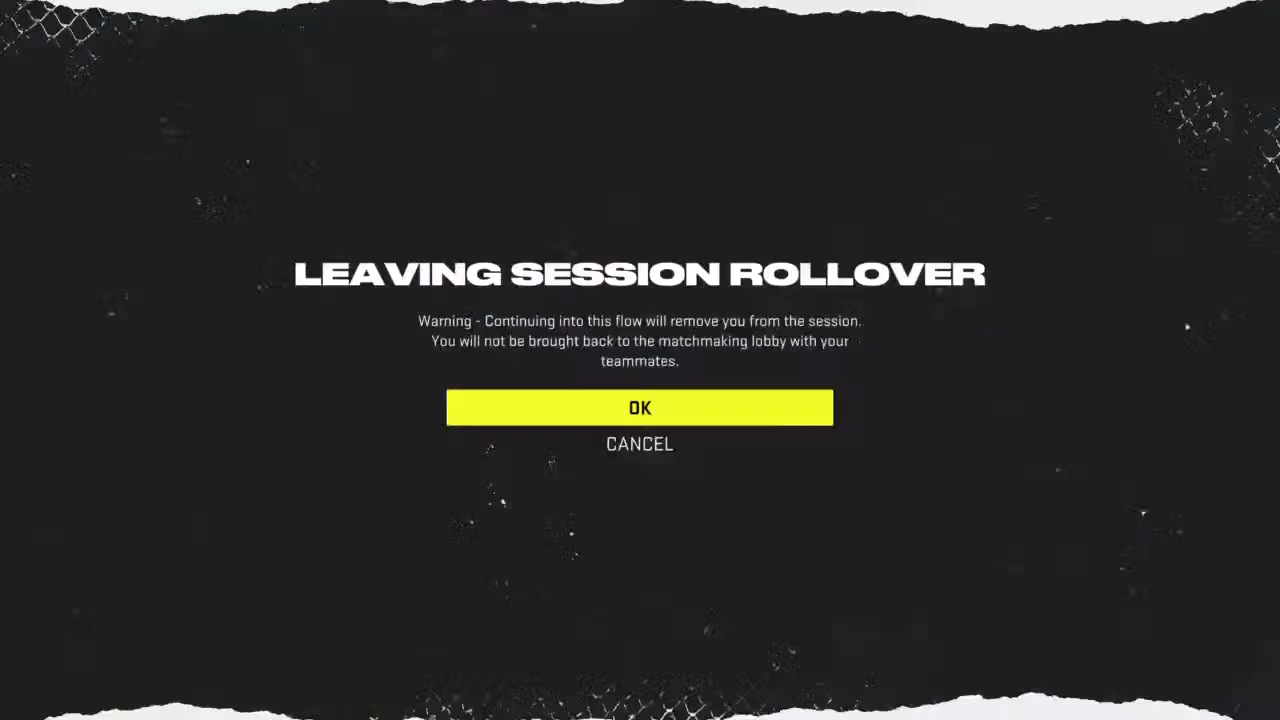 LEAVING SESSION ROLLOVER
Warning - Continuing into this flow will remove you from the session.
You will not be brought back to the matchmaking lobby with your
teammates.
OK
CANCEL